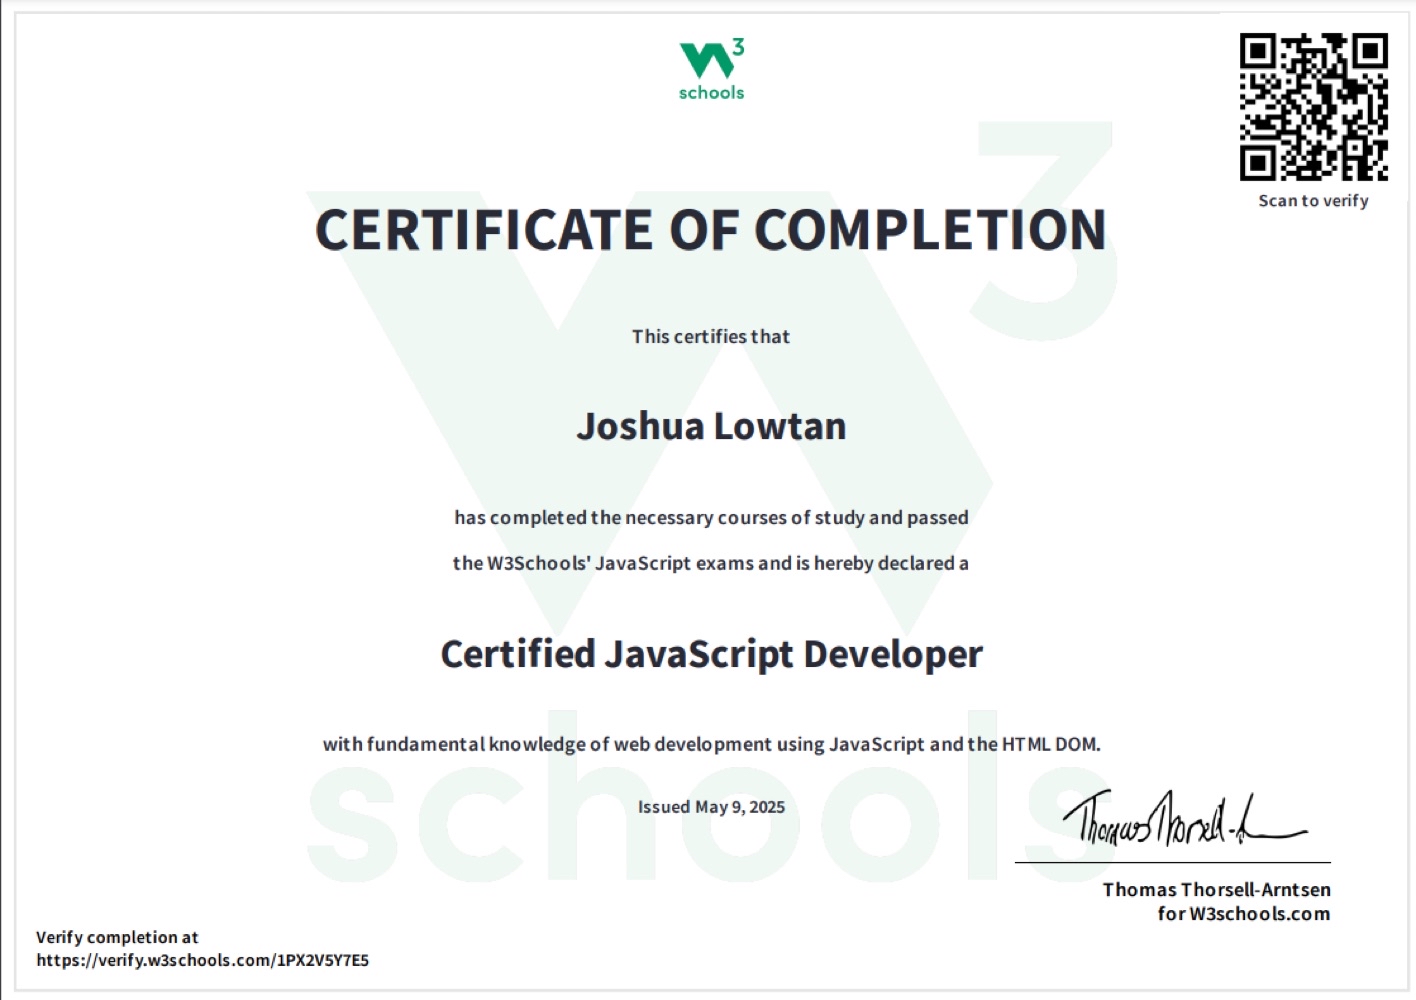 W3
schools
Scan to verify
CERTIFICATE OF COMPLETION
This certifies that
Joshua Lowtan
has completed the necessary courses of study and passed
the W3Schools' JavaScript exams and is hereby declared a
Certified JavaScript Developer
with fundamental knowledge of web development using JavaScript and the HTML DOM.
Issued May 9, 2025
Thomas Thorsell-A
Thomas Thorsell-Arntsen
for W3schools.com
Verify completion at
https://verify.w3schools.com/1PX2V5Y7E5
W3
schools